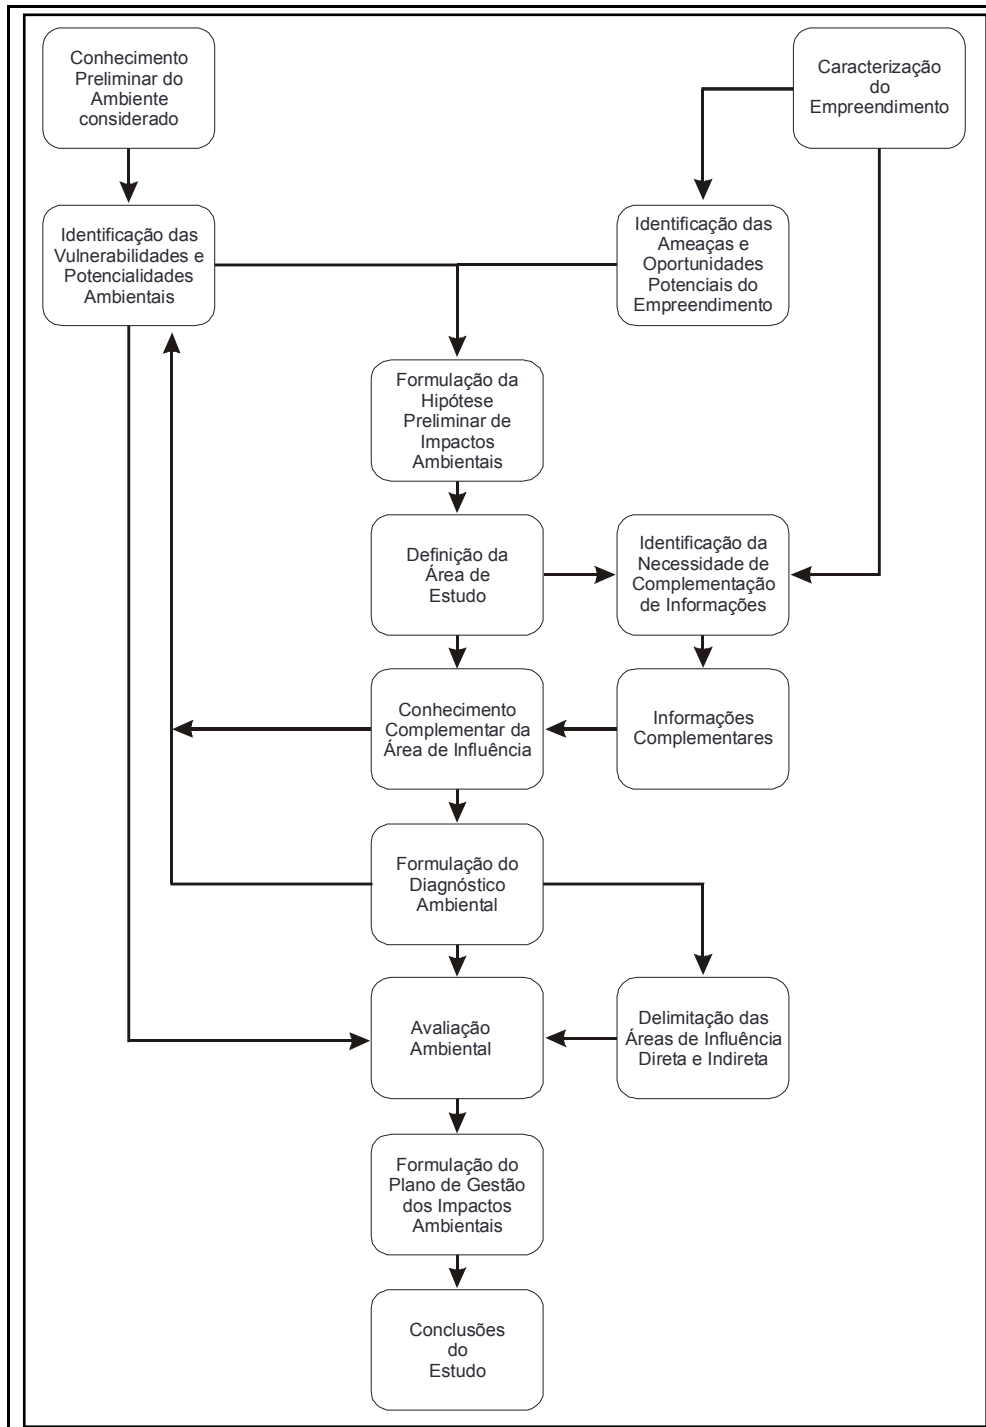 Conhecimento
Preliminar do
Ambiente
considerado
Caracterização
do
Empreendimento
Identificação das
Vulnerabilidades e
Potencialidades
Ambientais
Identificação das
Ameaças e
Oportunidades
Potenciais do
Empreendimento
Formulação da
Hipótese
Preliminar de
Impactos
Ambientais
Definição da
Área de
Estudo
Identificação da
Necessidade de
Complementação
de Informações
Conhecimento
Complementar da
Área de Influência
Informações
Complementares
Formulação do
Diagnóstico
Ambiental
Avaliação
Ambiental
Delimitação das
Áreas de Influência
Direta e Indireta
Formulação do
Plano de Gestão
dos Impactos
Ambientais
Conclusões
do
Estudo